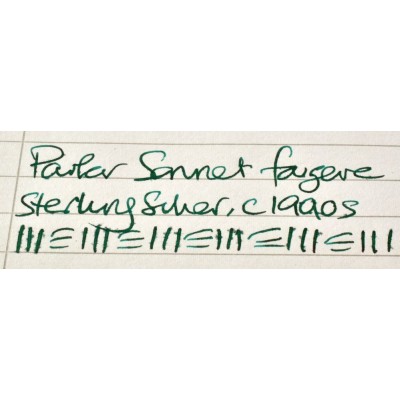 Parker Sonnet fougere
Sterling Silver, c1990s